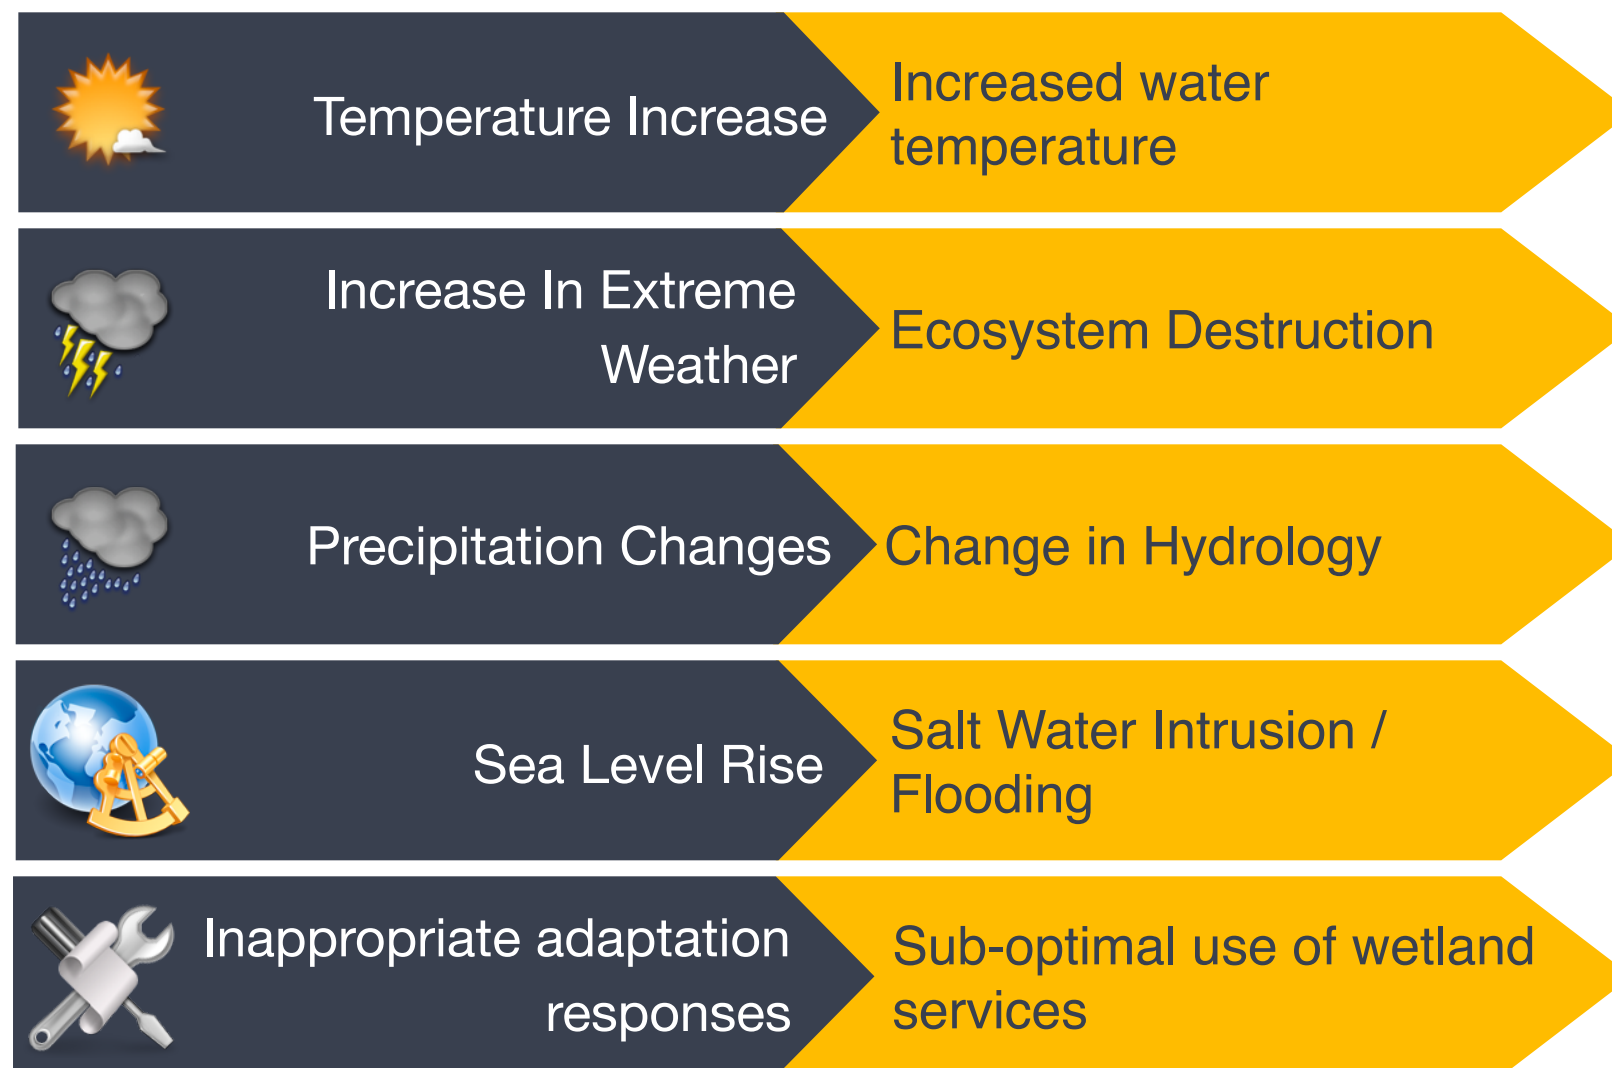 Temperature Increase
Increased water
temperature
Increase In Extreme
Weather
Ecosystem Destruction
Precipitation Changes
Change in Hydrology
Sea Level Rise
Salt Water Intrusion /
Flooding
Inappropriate adaptation
responses
Sub-optimal use of wetland
services